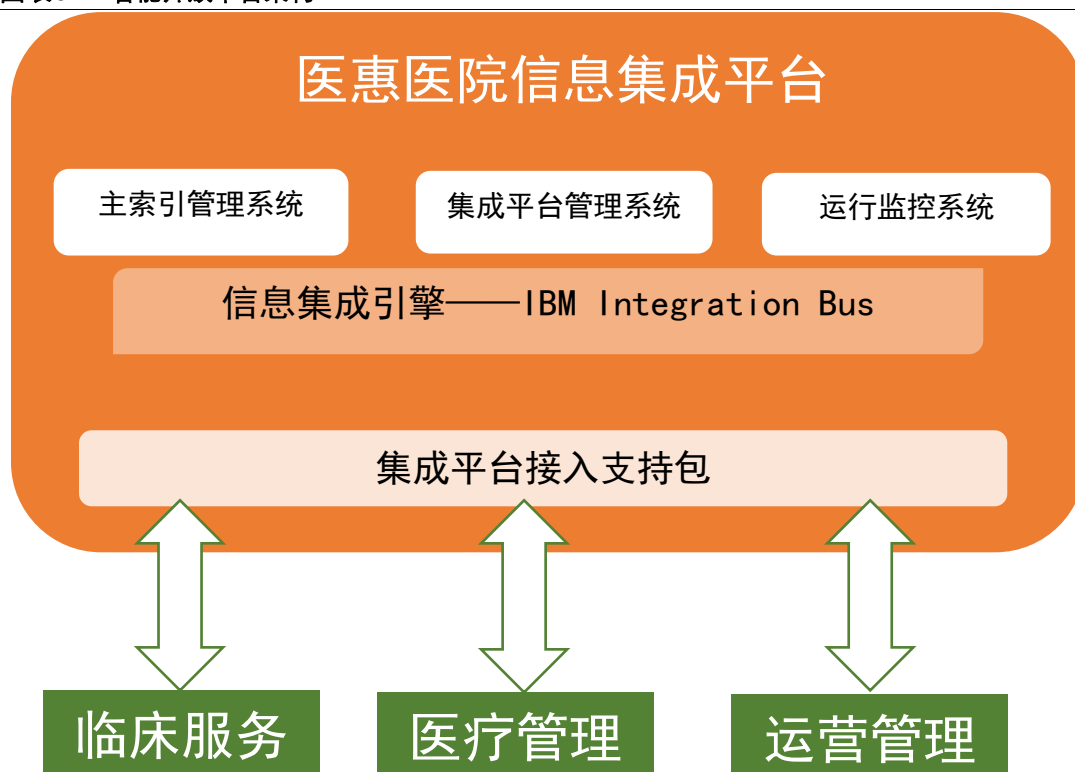 医惠医院信息集成平台
主索引管理系统
集成平台管理系统
运行监控系统
信息集成引擎——IBM Integration Bus
集成平台接入支持包
临床服务
医疗管理
运营管理